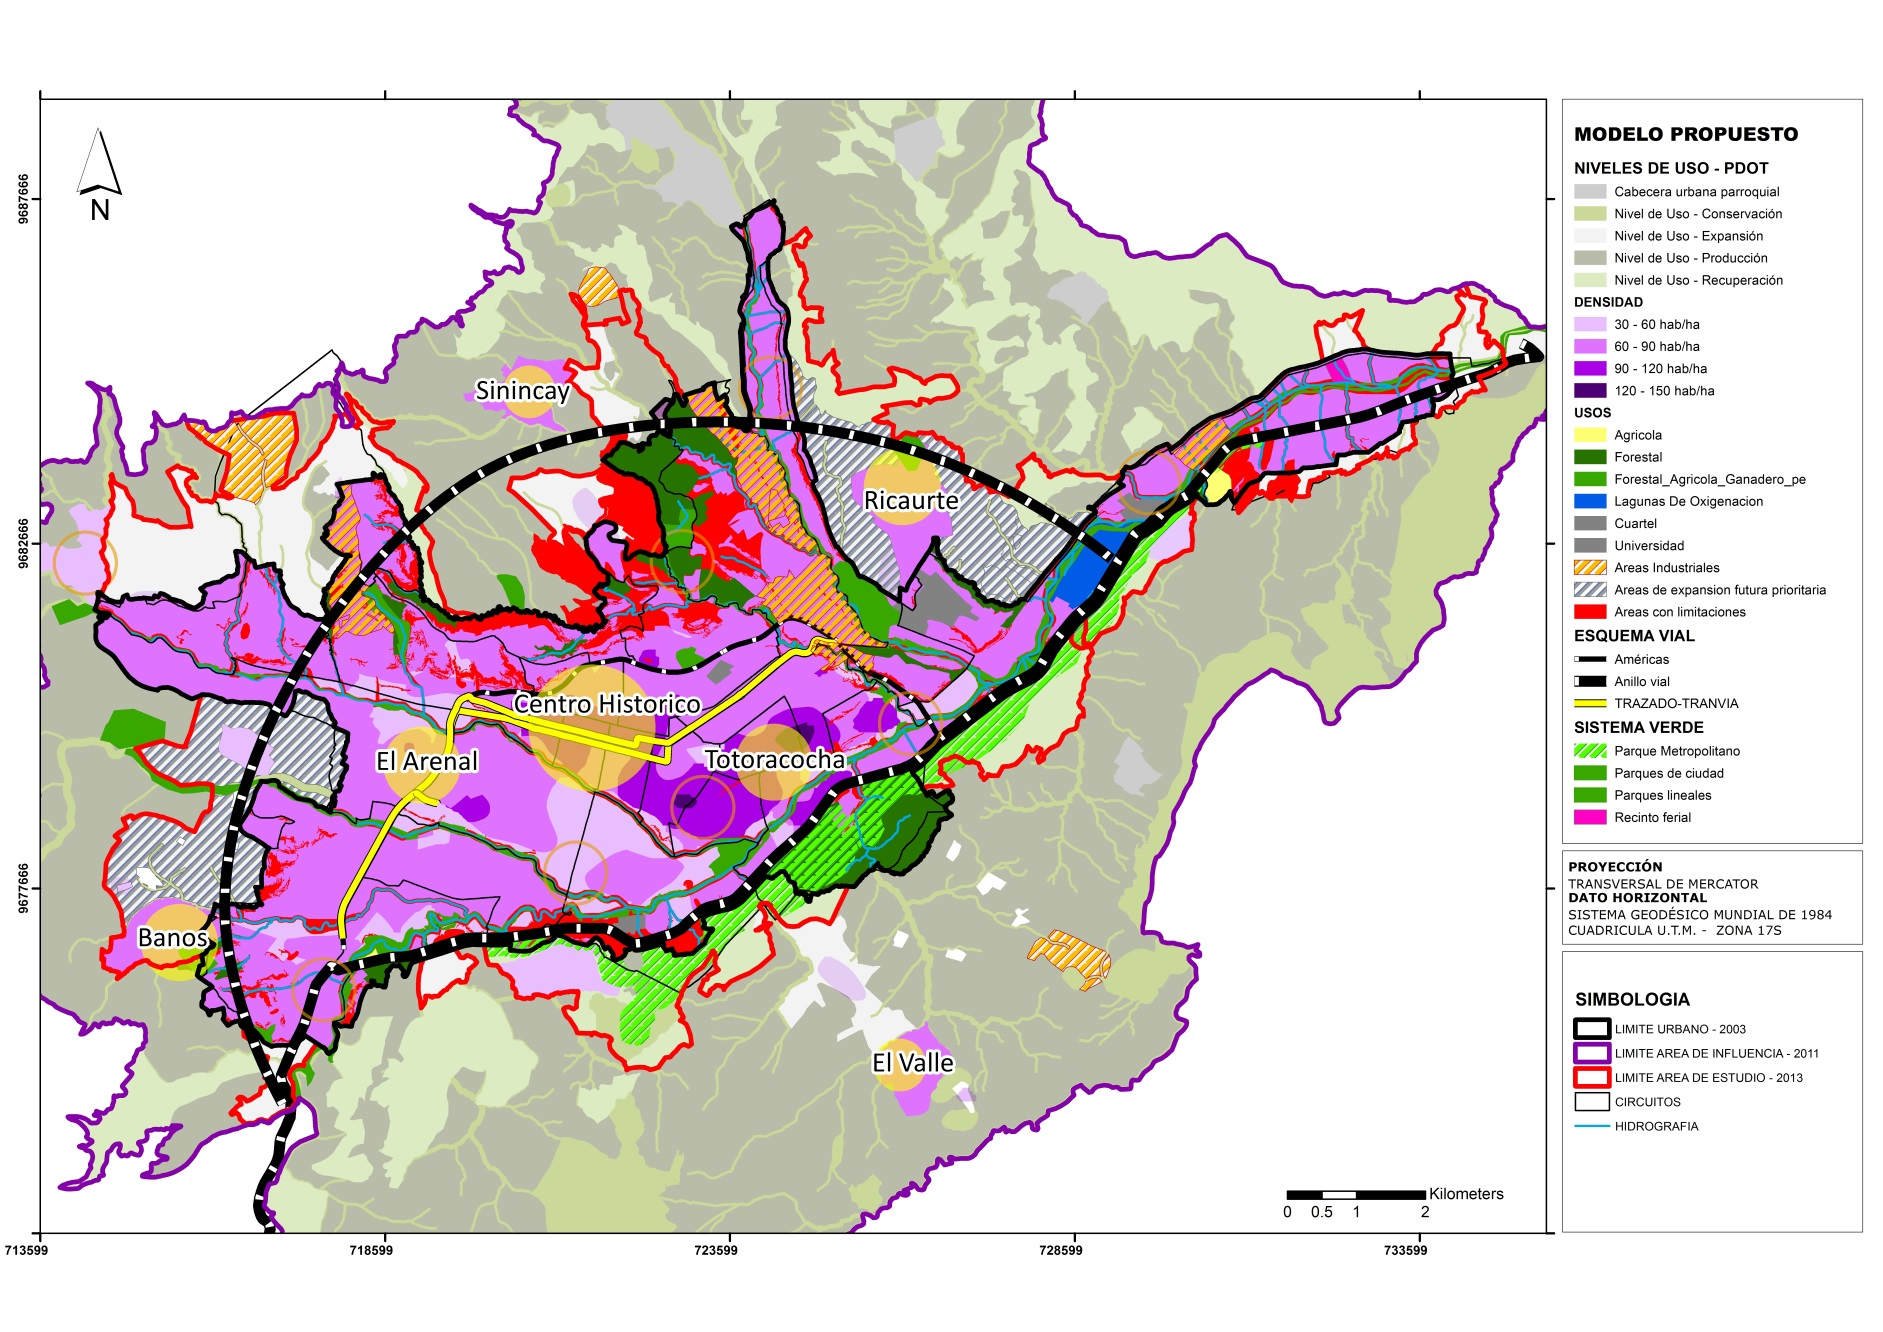 N
Sinincay
Ricaurte
Centro Historico
El Arenal
Totoracocha
Banos
El Valle
9687666
9682666
9677666
713599
718599
723599
728599
733599
Kilometers
0 0.5 1 2
MODELO PROPUESTO
NIVELES DE USO - PDOT
Cabecera urbana parroquial
Nivel de Uso - Conservación
Nivel de Uso - Expansión
Nivel de Uso - Producción
Nivel de Uso - Recuperación
DENSIDAD
30 - 60 hab/ha
60 - 90 hab/ha
90 - 120 hab/ha
120 - 150 hab/ha
USOS
Agricola
Forestal
Forestal_Agricola_Ganadero_pe
Lagunas De Oxigenacion
Cuartel
Universidad
Areas Industriales
Areas de expansion futura prioritaria
Areas con limitaciones
ESQUEMA VIAL
Américas
Anillo vial
TRAZADO-TRANVIA
SISTEMA VERDE
Parque Metropolitano
Parques de ciudad
Parques lineales
Recinto ferial
PROYECCIÓN
TRANSVERSAL DE MERCATOR
DATO HORIZONTAL
SISTEMA GEODÉSICO MUNDIAL DE 1984
CUADRICULA U.T.M. - ZONA 17S
SIMBOLOGIA
LIMITE URBANO - 2003
LIMITE AREA DE INFLUENCIA - 2011
LIMITE AREA DE ESTUDIO - 2013
CIRCUITOS
HIDROGRAFIA